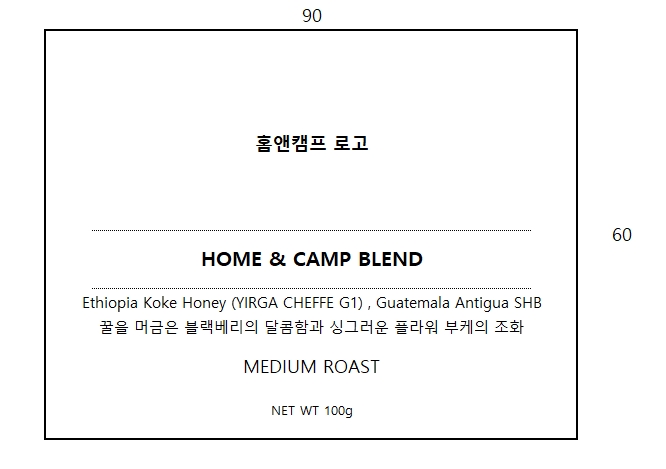 90
홈앤캠프 로고
60
HOME & CAMP BLEND
Ethiopia Koke Honey (YIRGA CHEFFE G1) , Guatemala Antigua SHB
꿀을 머금은 블랙베리의 달콤함과 싱그러운 플라워 부케의 조화
MEDIUM ROAST
NET WT 100g